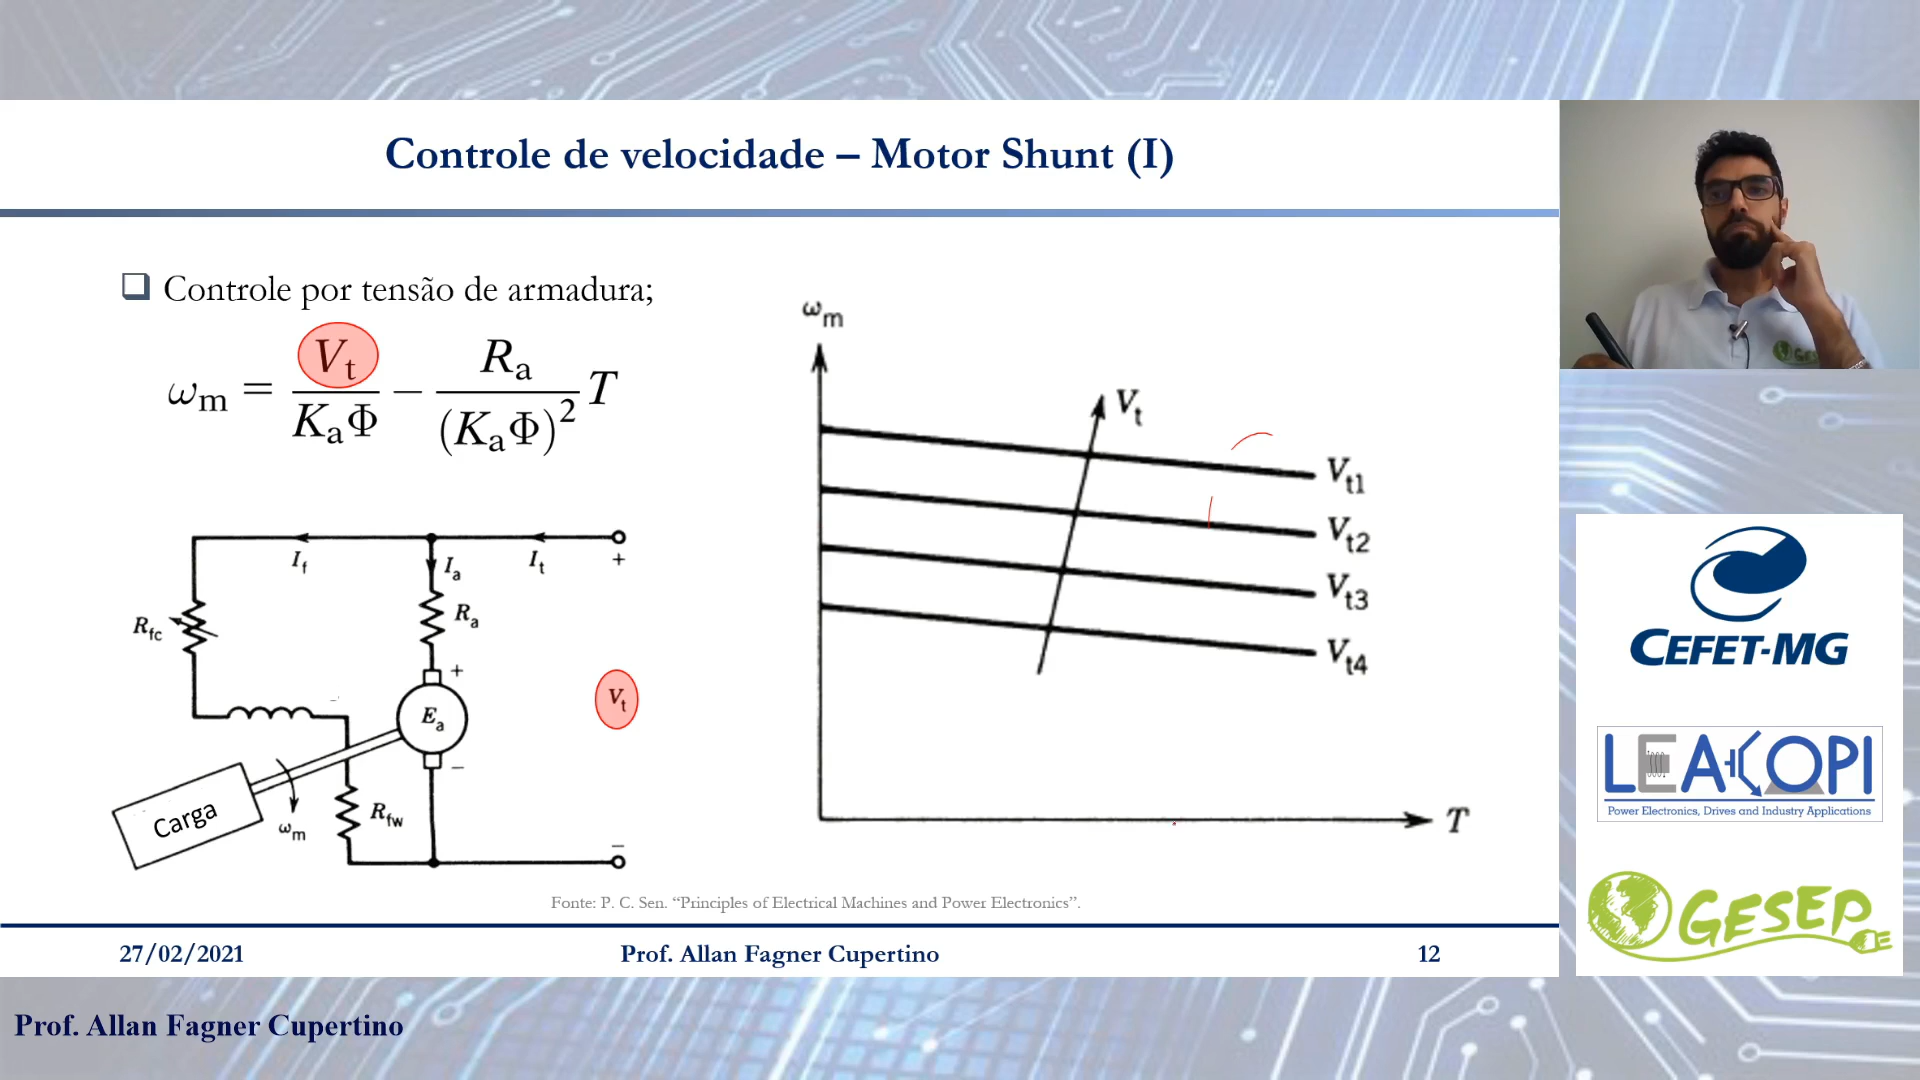 Controle de velocidade – Motor Shunt (I)
Controle por tensão de armadura;
ωm = Vt / KaΦ − Ra / (KaΦ)² T
ωm
Vt
Vt1
Vt2
Vt3
Vt4
T
If
Ia
It
+
Rfc
Ra
+
Ea
Vt
−
Carga
ωm
Rfw
−
Fonte: P. C. Sen. “Principles of Electrical Machines and Power Electronics”.
27/02/2021
Prof. Allan Fagner Cupertino
12
CEFET-MG
LEACOPI
Power Electronics, Drives and Industry Applications
GESEP
Prof. Allan Fagner Cupertino